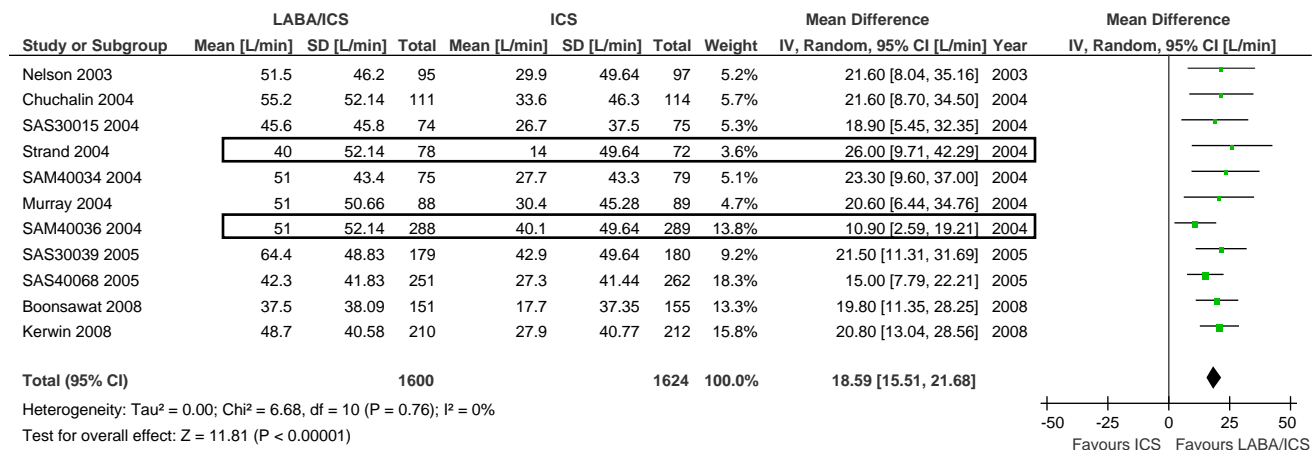 LABA/ICS ICS Mean Difference Mean Difference
Study or Subgroup Mean [L/min] SD [L/min] Total Mean [L/min] SD [L/min] Total Weight IV, Random, 95% CI [L/min] Year IV, Random, 95% CI [L/min]
Nelson 2003 51.5 46.2 95 29.9 49.64 97 5.2% 21.60 [8.04, 35.16] 2003
Chuchalin 2004 55.2 52.14 111 33.6 46.3 114 5.7% 21.60 [8.70, 34.50] 2004
SAS30015 2004 45.6 45.8 74 26.7 37.5 75 5.3% 18.90 [5.45, 32.35] 2004
Strand 2004 40 52.14 78 14 49.64 72 3.6% 26.00 [9.71, 42.29] 2004
SAM40034 2004 51 43.4 75 27.7 43.3 79 5.1% 23.30 [9.60, 37.00] 2004
Murray 2004 51 50.66 88 30.4 45.28 89 4.7% 20.60 [6.44, 34.76] 2004
SAM40036 2004 51 52.14 288 40.1 49.64 289 13.8% 10.90 [2.59, 19.21] 2004
SAS30039 2005 64.4 48.83 179 42.9 49.64 180 9.2% 21.50 [11.31, 31.69] 2005
SAS40068 2005 42.3 41.83 251 27.3 41.44 262 18.3% 15.00 [7.79, 22.21] 2005
Boonsawat 2008 37.5 38.09 151 17.7 37.35 155 13.3% 19.80 [11.35, 28.25] 2008
Kerwin 2008 48.7 40.58 210 27.9 40.77 212 15.8% 20.80 [13.04, 28.56] 2008
Total (95% CI) 1600 1624 100.0% 18.59 [15.51, 21.68]
Heterogeneity: Tau² = 0.00; Chi² = 6.68, df = 10 (P = 0.76); I² = 0%
Test for overall effect: Z = 11.81 (P < 0.00001)
-50 -25 0 25 50
Favours ICS Favours LABA/ICS